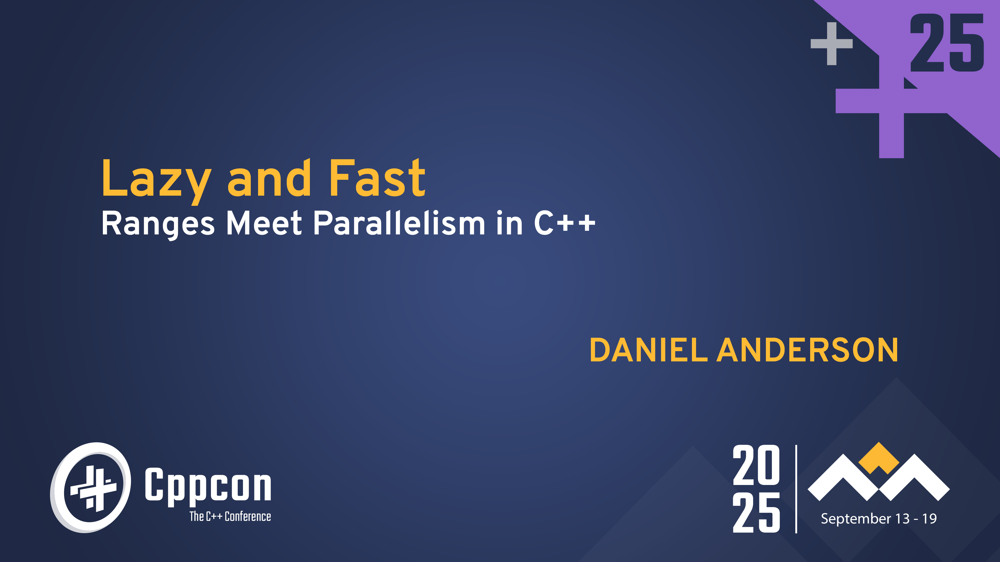 25
Lazy and Fast
Ranges Meet Parallelism in C++
DANIEL ANDERSON
Cppcon
The C++ Conference
20
25
September 13 - 19